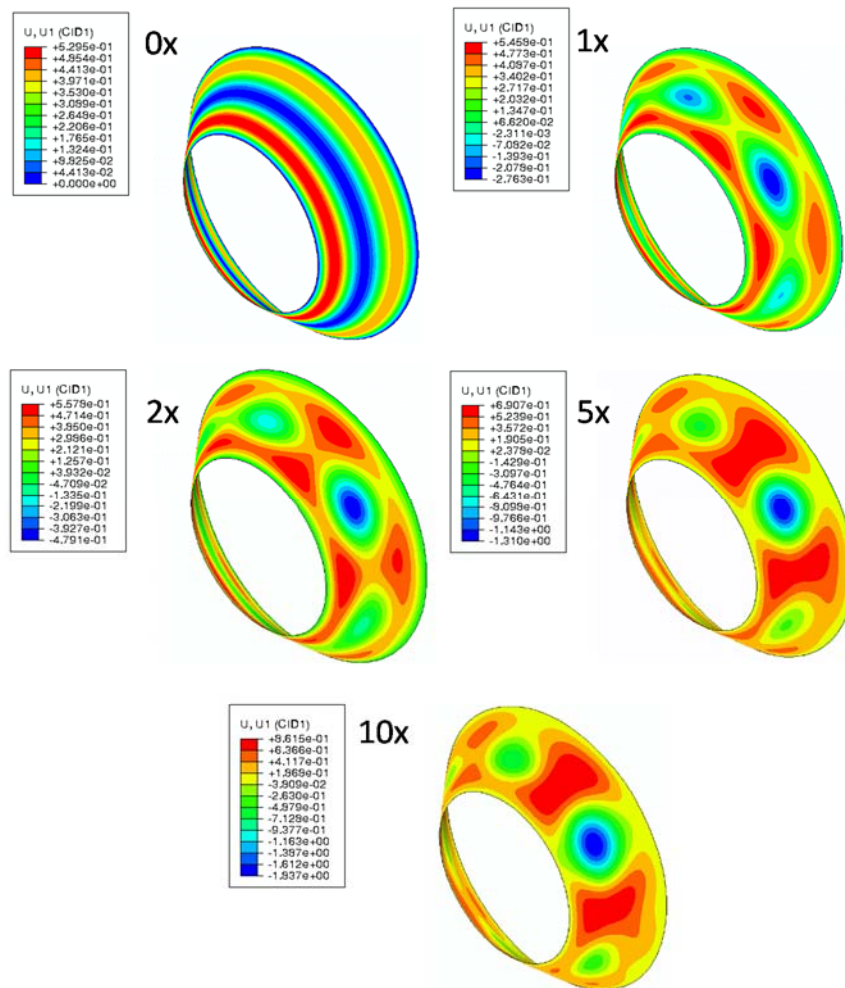 U, U1 (CID1)
+5.295e-01
+4.854e-01
+4.413e-01
+3.971e-01
+3.530e-01
+3.089e-01
+2.648e-01
+2.206e-01
+1.765e-01
+1.324e-01
+8.825e-02
+4.413e-02
+0.000e+00
0x
U, U1 (CID1)
+5.458e-01
+4.773e-01
+4.087e-01
+3.402e-01
+2.717e-01
+2.032e-01
+1.347e-01
+6.620e-02
-2.311e-03
-7.082e-02
-1.393e-01
-2.078e-01
-2.763e-01
1x
U, U1 (CID1)
+5.578e-01
+4.714e-01
+3.850e-01
+2.986e-01
+2.121e-01
+1.257e-01
+3.932e-02
-4.709e-02
-1.335e-01
-2.199e-01
-3.063e-01
-3.927e-01
-4.791e-01
2x
U, U1 (CID1)
+6.907e-01
+5.239e-01
+3.572e-01
+1.905e-01
+2.378e-02
-1.429e-01
-3.097e-01
-4.764e-01
-6.431e-01
-8.098e-01
-9.766e-01
-1.143e+00
-1.310e+00
5x
U, U1 (CID1)
+8.615e-01
+6.366e-01
+4.117e-01
+1.868e-01
-3.809e-02
-2.630e-01
-4.879e-01
-7.128e-01
-9.377e-01
-1.163e+00
-1.387e+00
-1.612e+00
-1.837e+00
10x